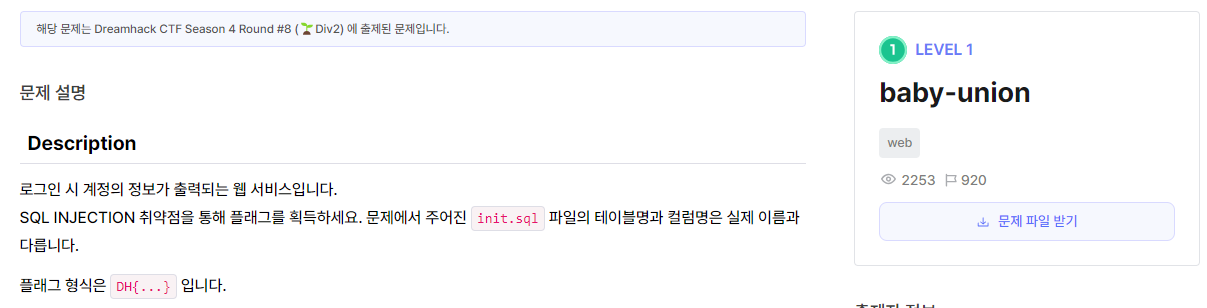 해당 문제는 Dreamhack CTF Season 4 Round #8 (🌱Div2) 에 출제된 문제입니다.
문제 설명
Description
로그인 시 계정의 정보가 출력되는 웹 서비스입니다.
SQL INJECTION 취약점을 통해 플래그를 획득하세요. 문제에서 주어진 init.sql 파일의 테이블명과 컬럼명은 실제 이름과
다릅니다.
플래그 형식은 DH{...} 입니다.
1 LEVEL 1
baby-union
web
2253 920
문제 파일 받기